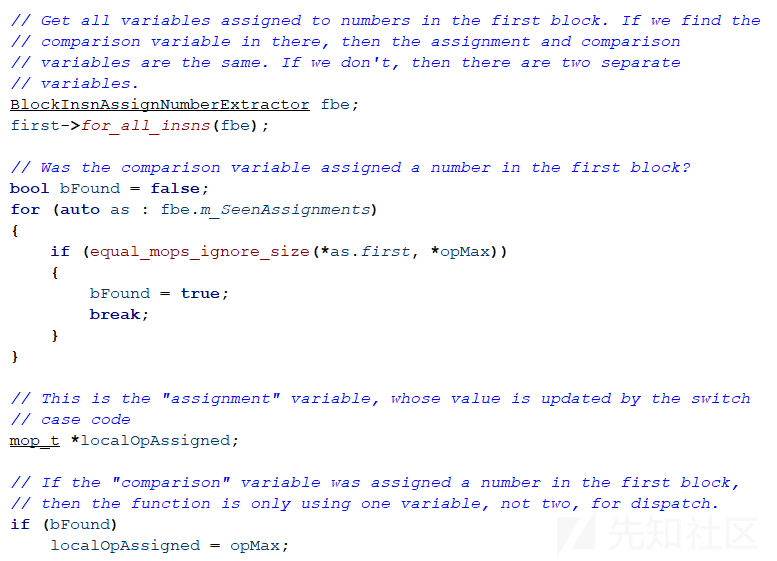 // Get all variables assigned to numbers in the first block. If we find the
// comparison variable in there, then the assignment and comparison
// variables are the same. If we don't, then there are two separate
// variables.
BlockInsnAssignNumberExtractor fbe;
first->for_all_insns(fbe);
// Was the comparison variable assigned a number in the first block?
bool bFound = false;
for (auto as : fbe.m_SeenAssignments)
{
    if (equal_mops_ignore_size(*as.first, *opMax))
    {
        bFound = true;
        break;
    }
}
// This is the "assignment" variable, whose value is updated by the switch
// case code
mop_t *localOpAssigned;
// If the "comparison" variable was assigned a number in the first block,
// then the function is only using one variable, not two, for dispatch.
if (bFound)
    localOpAssigned = opMax;
先知社区